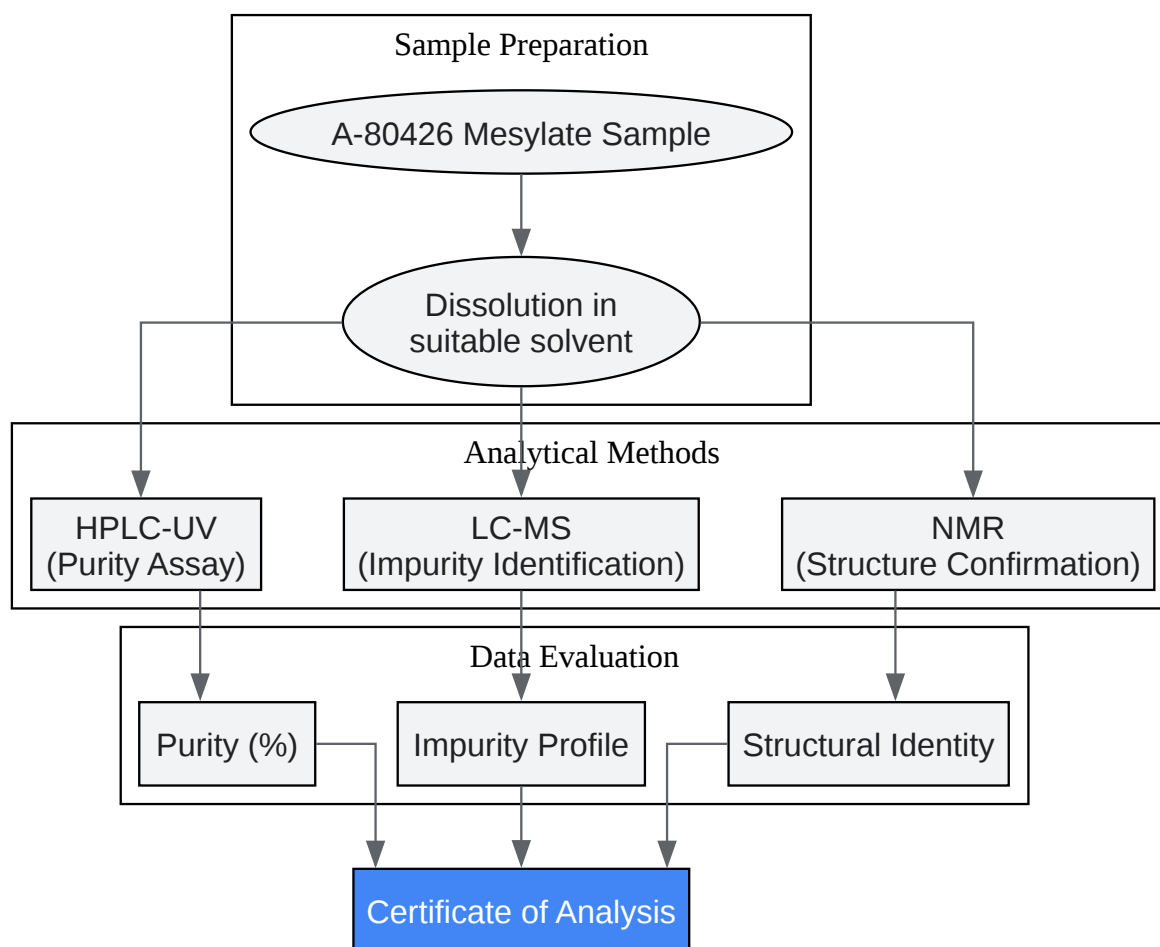 Sample Preparation
A-80426 Mesylate Sample
Dissolution in
suitable solvent
Analytical Methods
HPLC-UV
(Purity Assay)
LC-MS
(Impurity Identification)
NMR
(Structure Confirmation)
Data Evaluation
Purity (%)
Impurity Profile
Structural Identity
Certificate of Analysis